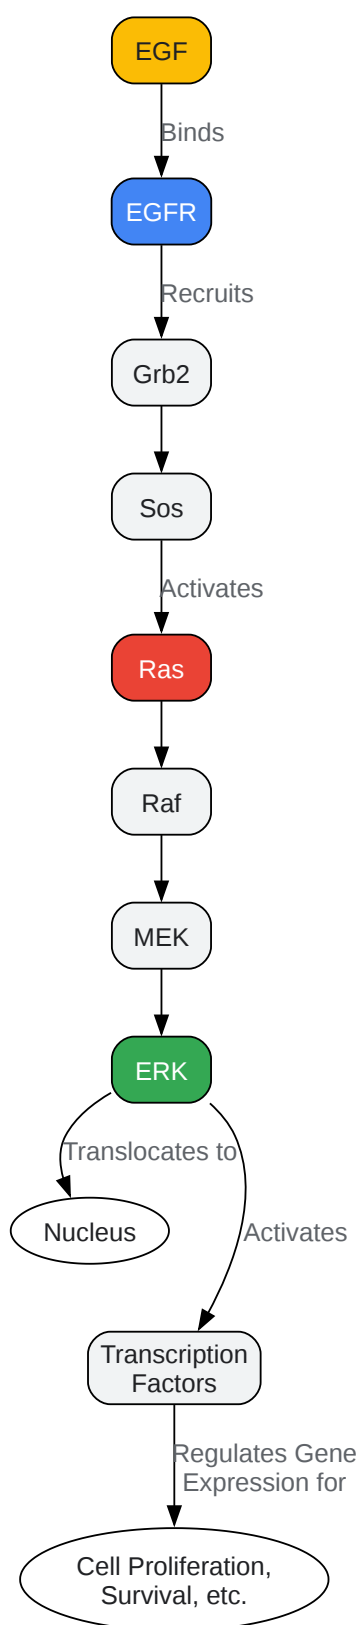 EGF
Binds
EGFR
Recruits
Grb2
Sos
Activates
Ras
Raf
MEK
ERK
Translocates to
Nucleus
Activates
Transcription
Factors
Regulates Gene
Expression for
Cell Proliferation,
Survival, etc.